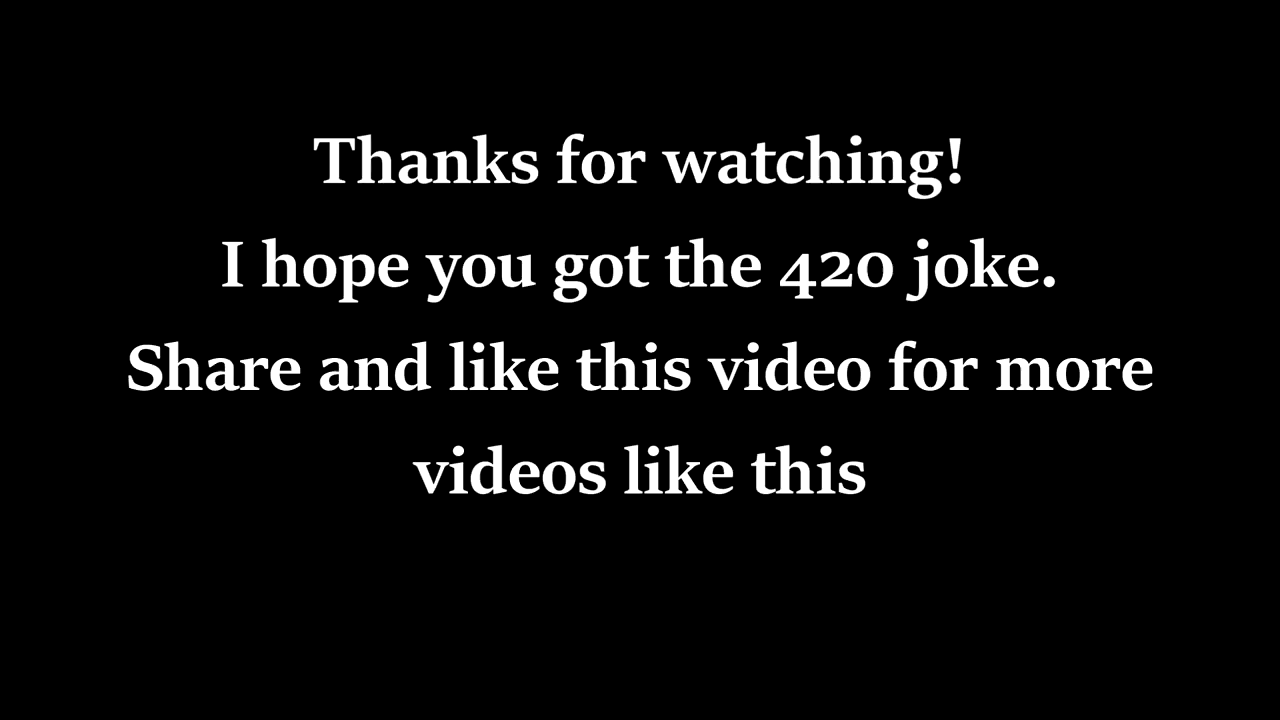 Thanks for watching!
I hope you got the 420 joke.
Share and like this video for more
videos like this